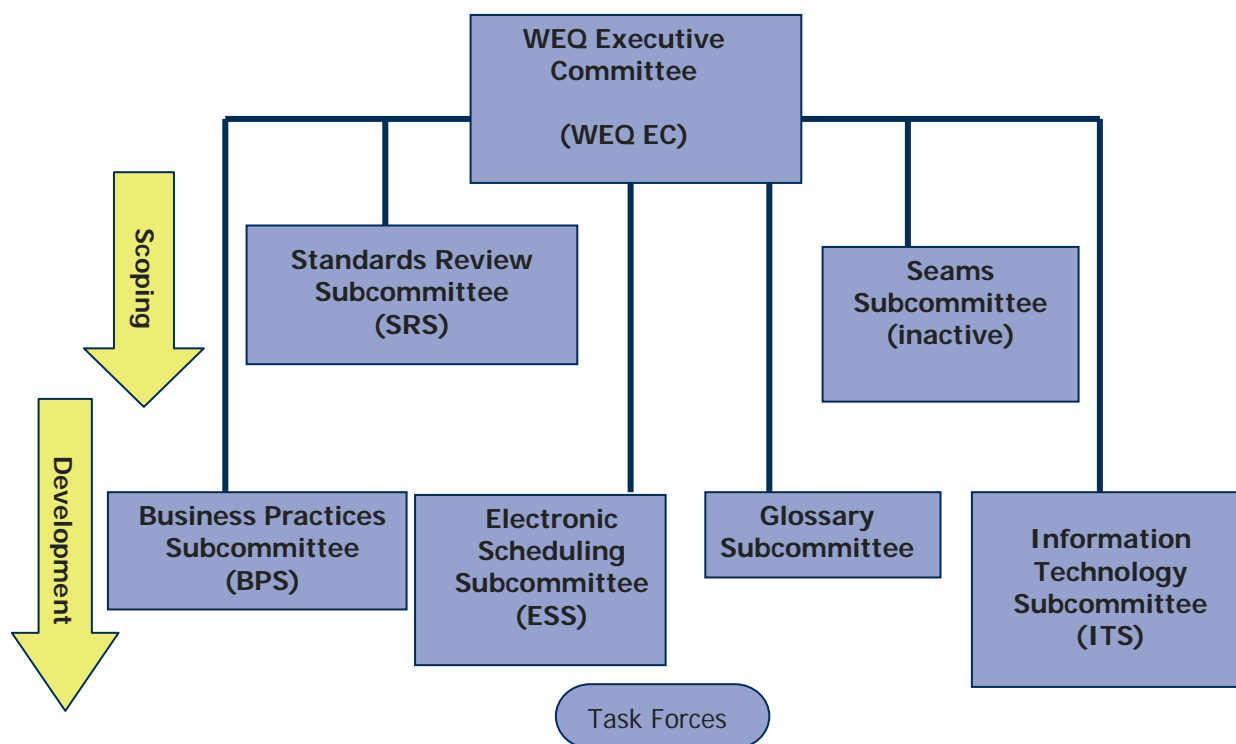 WEQ Executive
Committee
(WEQ EC)
Scoping
Standards Review
Subcommittee
(SRS)
Seams
Subcommittee
(inactive)
Development
Business Practices
Subcommittee
(BPS)
Electronic
Scheduling
Subcommittee
(ESS)
Glossary
Subcommittee
Information
Technology
Subcommittee
(ITS)
Task Forces